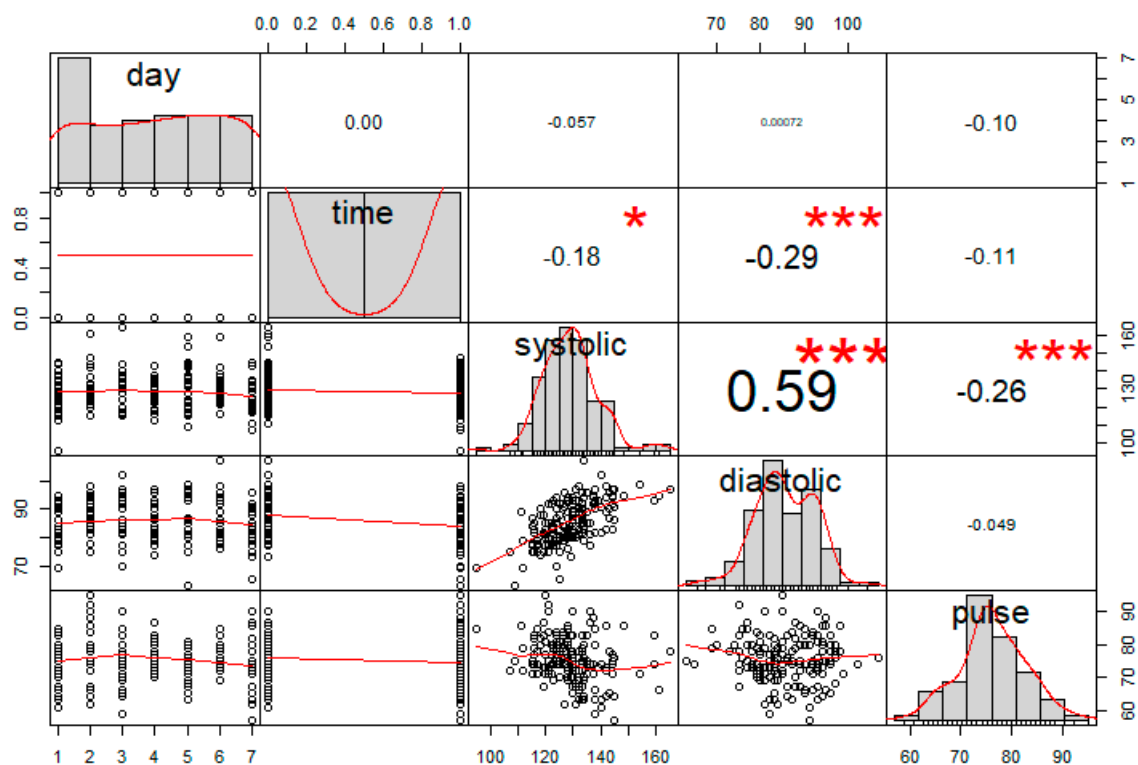 0.0 0.2 0.4 0.6 0.8 1.0 70 80 90 100
day 0.00 -0.057 0.00072 -0.10 7 5 3 1
0.8 0.4 0.0 time * -0.18 *** -0.29 -0.11
systolic *** 0.59 *** -0.26 160 130 100
90 70 diastolic -0.049
pulse 90 80 70 60
1 2 3 4 5 6 7 100 120 140 160 60 70 80 90